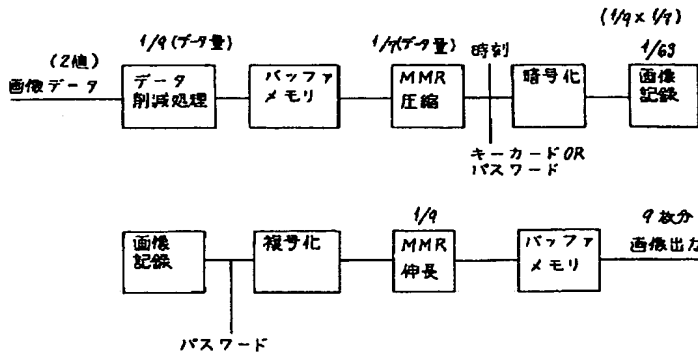 (1/9×1/7)
1/9(データ量)
1/7(データ量)
時刻
1/63
(2値)
画像データ
データ
削減処理
バッファ
メモリ
MMR
圧縮
暗号化
画像
記録
キーカードOR
パスワード
1/9
9枚分
画像
記録
複号化
MMR
伸長
バッファ
メモリ
画像出力
パスワード